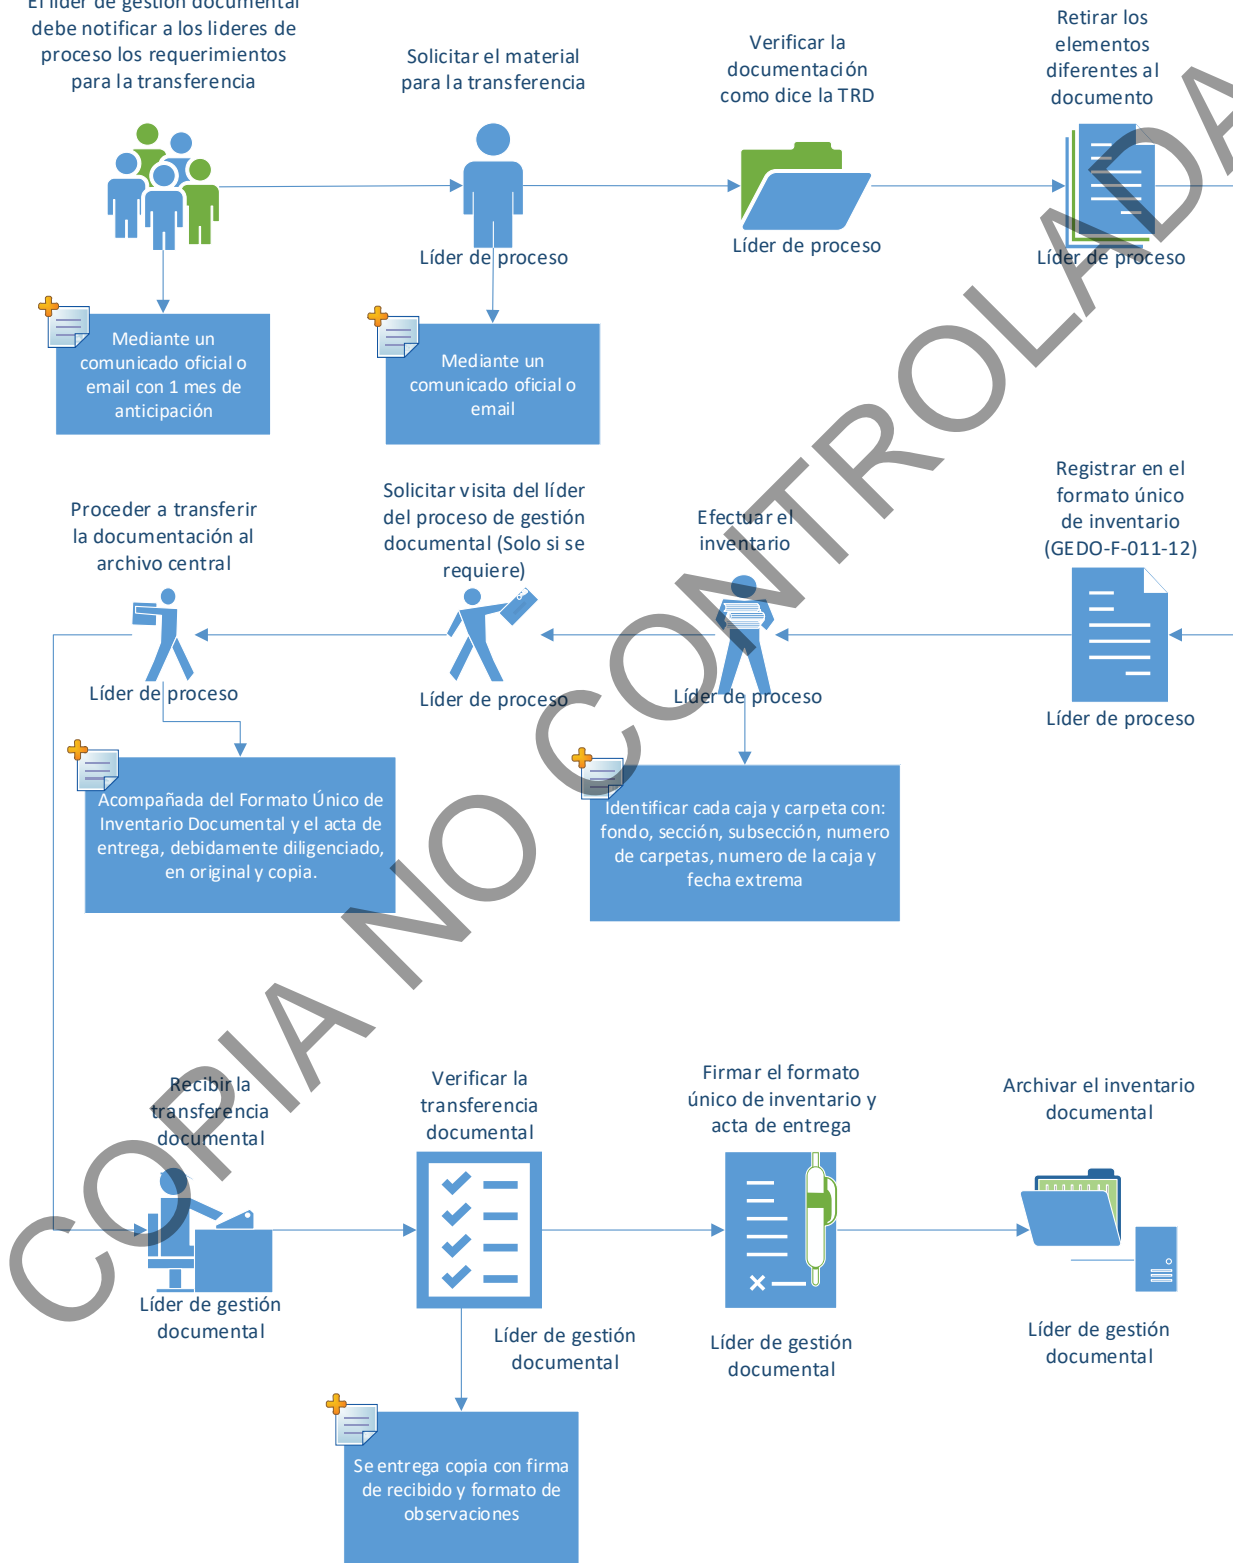 El líder de gestión documental
debe notificar a los lideres de
proceso los requerimientos
para la transferencia
Solicitar el material
para la transferencia
Verificar la
documentación
como dice la TRD
Retirar los
elementos
diferentes al
documento
Líder de proceso
Líder de proceso
Líder de proceso
Mediante un
comunicado oficial o
email con 1 mes de
anticipación
Mediante un
comunicado oficial o
email
Proceder a transferir
la documentación al
archivo central
Solicitar visita del líder
del proceso de gestión
documental (Solo si se
requiere)
Efectuar el
inventario
Registrar en el
formato único
de inventario
(GEDO-F-011-12)
Líder de proceso
Líder de proceso
Líder de proceso
Líder de proceso
Acompañada del Formato Único de
Inventario Documental y el acta de
entrega, debidamente diligenciado,
en original y copia.
Identificar cada caja y carpeta con:
fondo, sección, subsección, numero
de carpetas, numero de la caja y
fecha extrema
Recibir la
transferencia
documental
Verificar la
transferencia
documental
Firmar el formato
único de inventario y
acta de entrega
Archivar el inventario
documental
Líder de gestión
documental
Líder de gestión
documental
Líder de gestión
documental
Líder de gestión
documental
Se entrega copia con firma
de recibido y formato de
observaciones
COPIA NO CONTROLADA